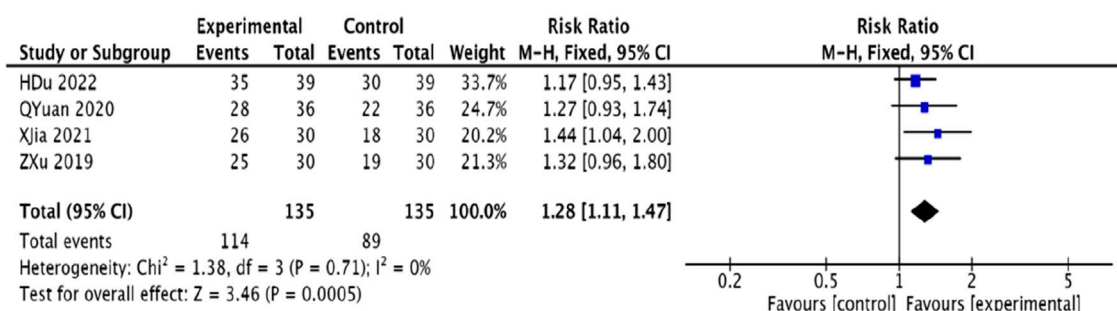 Experimental Control Risk Ratio Risk Ratio
Study or Subgroup Events Total Events Total Weight M-H, Fixed, 95% CI M-H, Fixed, 95% CI
HDu 2022 35 39 30 39 33.7% 1.17 [0.95, 1.43]
QYuan 2020 28 36 22 36 24.7% 1.27 [0.93, 1.74]
XJia 2021 26 30 18 30 20.2% 1.44 [1.04, 2.00]
ZXu 2019 25 30 19 30 21.3% 1.32 [0.96, 1.80]
Total (95% CI) 135 135 100.0% 1.28 [1.11, 1.47]
Total events 114 89
Heterogeneity: Chi² = 1.38, df = 3 (P = 0.71); I² = 0%
Test for overall effect: Z = 3.46 (P = 0.0005)
0.2 0.5 1 2 5
Favours [control] Favours [experimental]